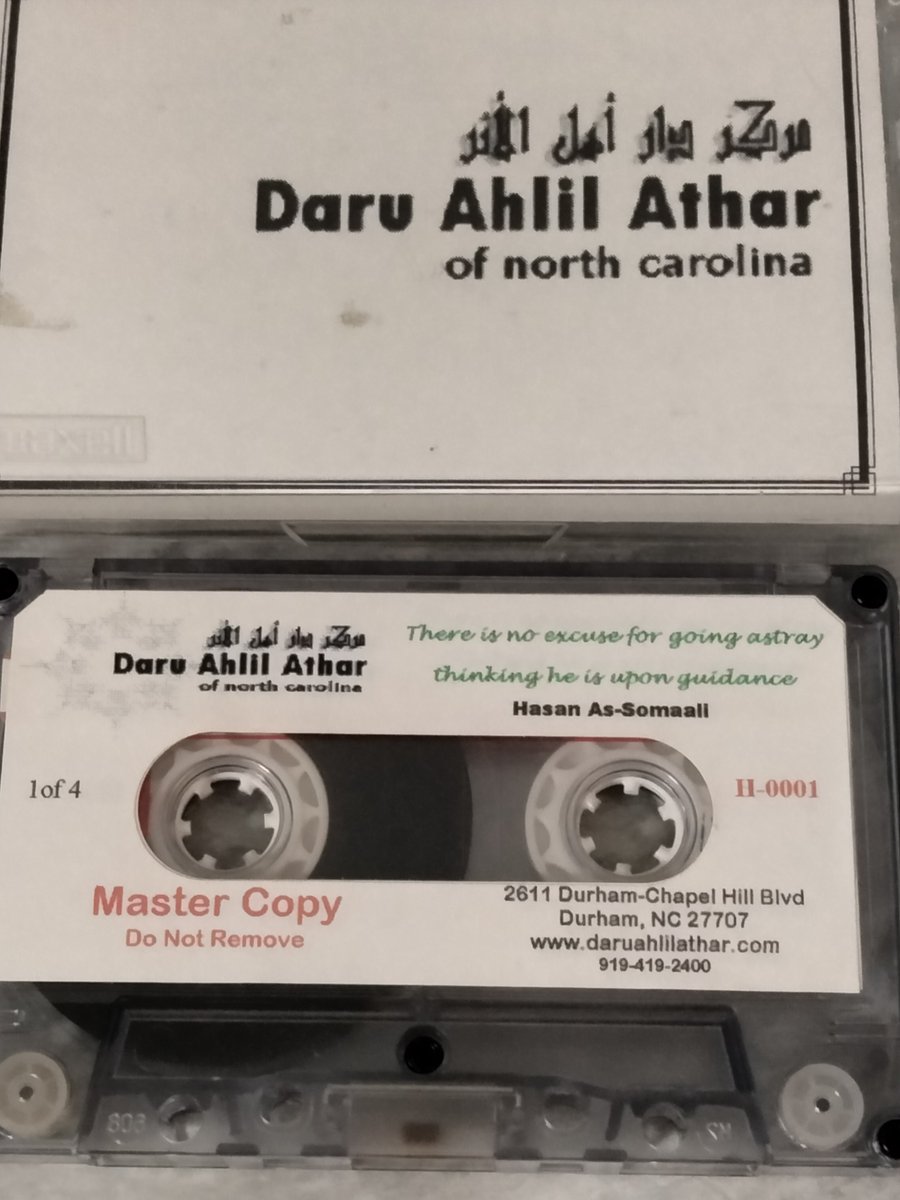 مركز دار أهل الأثر
Daru Ahlil Athar
of north carolina
مركز دار أهل الأثر
Daru Ahlil Athar
of north carolina
There is no excuse for going astray
thinking he is upon guidance
Hasan As-Somaali
1of 4
H-0001
Master Copy
Do Not Remove
2611 Durham-Chapel Hill Blvd
Durham, NC 27707
www.daruahlilathar.com
919-419-2400